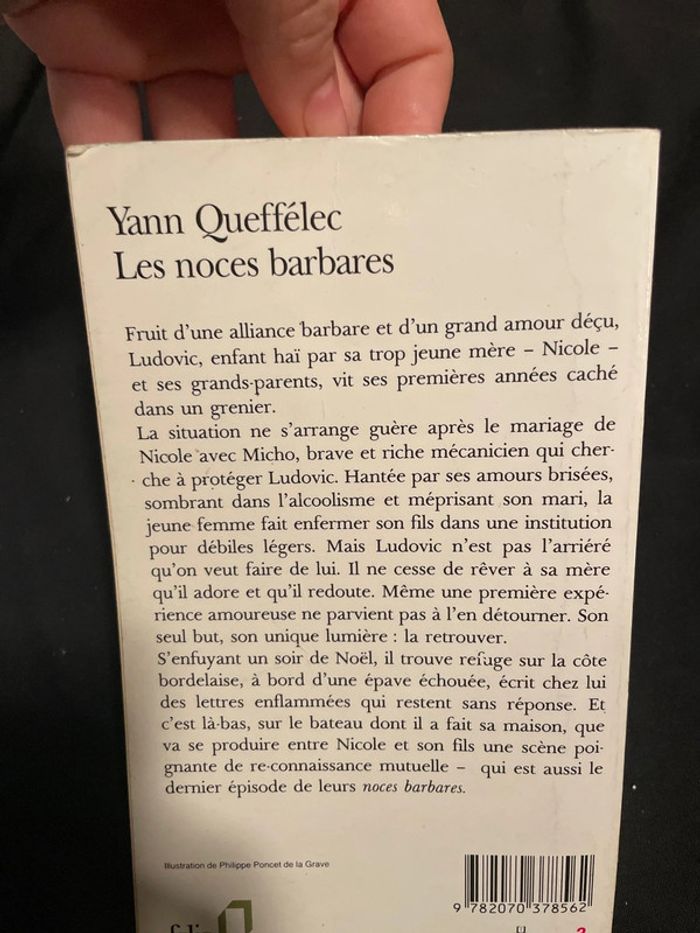 Yann Queffélec
Les noces barbares
Fruit d'une alliance barbare et d'un grand amour déçu,
Ludovic, enfant haï par sa trop jeune mère – Nicole –
et ses grands-parents, vit ses premières années caché
dans un grenier.
La situation ne s'arrange guère après le mariage de
Nicole avec Micho, brave et riche mécanicien qui cher-
che à protéger Ludovic. Hantée par ses amours brisées,
sombrant dans l'alcoolisme et méprisant son mari, la
jeune femme fait enfermer son fils dans une institution
pour débiles légers. Mais Ludovic n'est pas l'arriéré
qu'on veut faire de lui. Il ne cesse de rêver à sa mère
qu'il adore et qu'il redoute. Même une première expé-
rience amoureuse ne parvient pas à l'en détourner. Son
seul but, son unique lumière : la retrouver.
S'enfuyant un soir de Noël, il trouve refuge sur la côte
bordelaise, à bord d'une épave échouée, écrit chez lui
des lettres enflammées qui restent sans réponse. Et
c'est là-bas, sur le bateau dont il a fait sa maison, que
va se produire entre Nicole et son fils une scène poi-
gnante de re-connaissance mutuelle – qui est aussi le
dernier épisode de leurs noces barbares.
Illustration de Philippe Poncet de la Grave
9 782070 378562